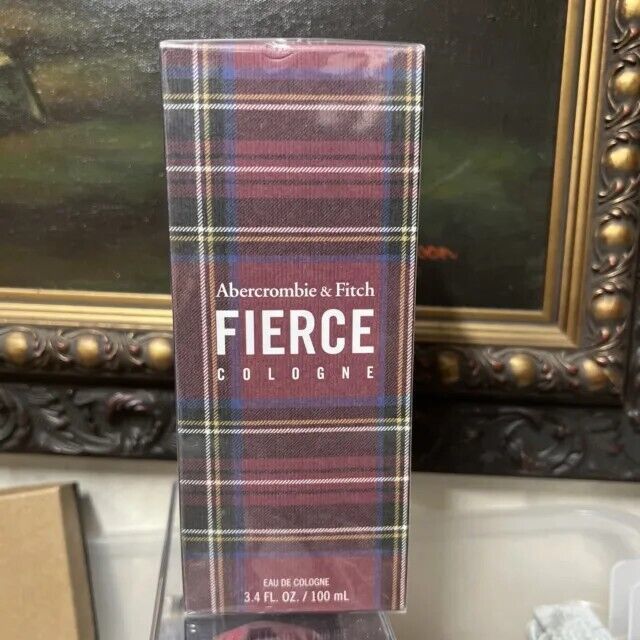 Abercrombie & Fitch
FIERCE
COLOGNE
EAU DE COLOGNE
3.4 FL. OZ. / 100 mL